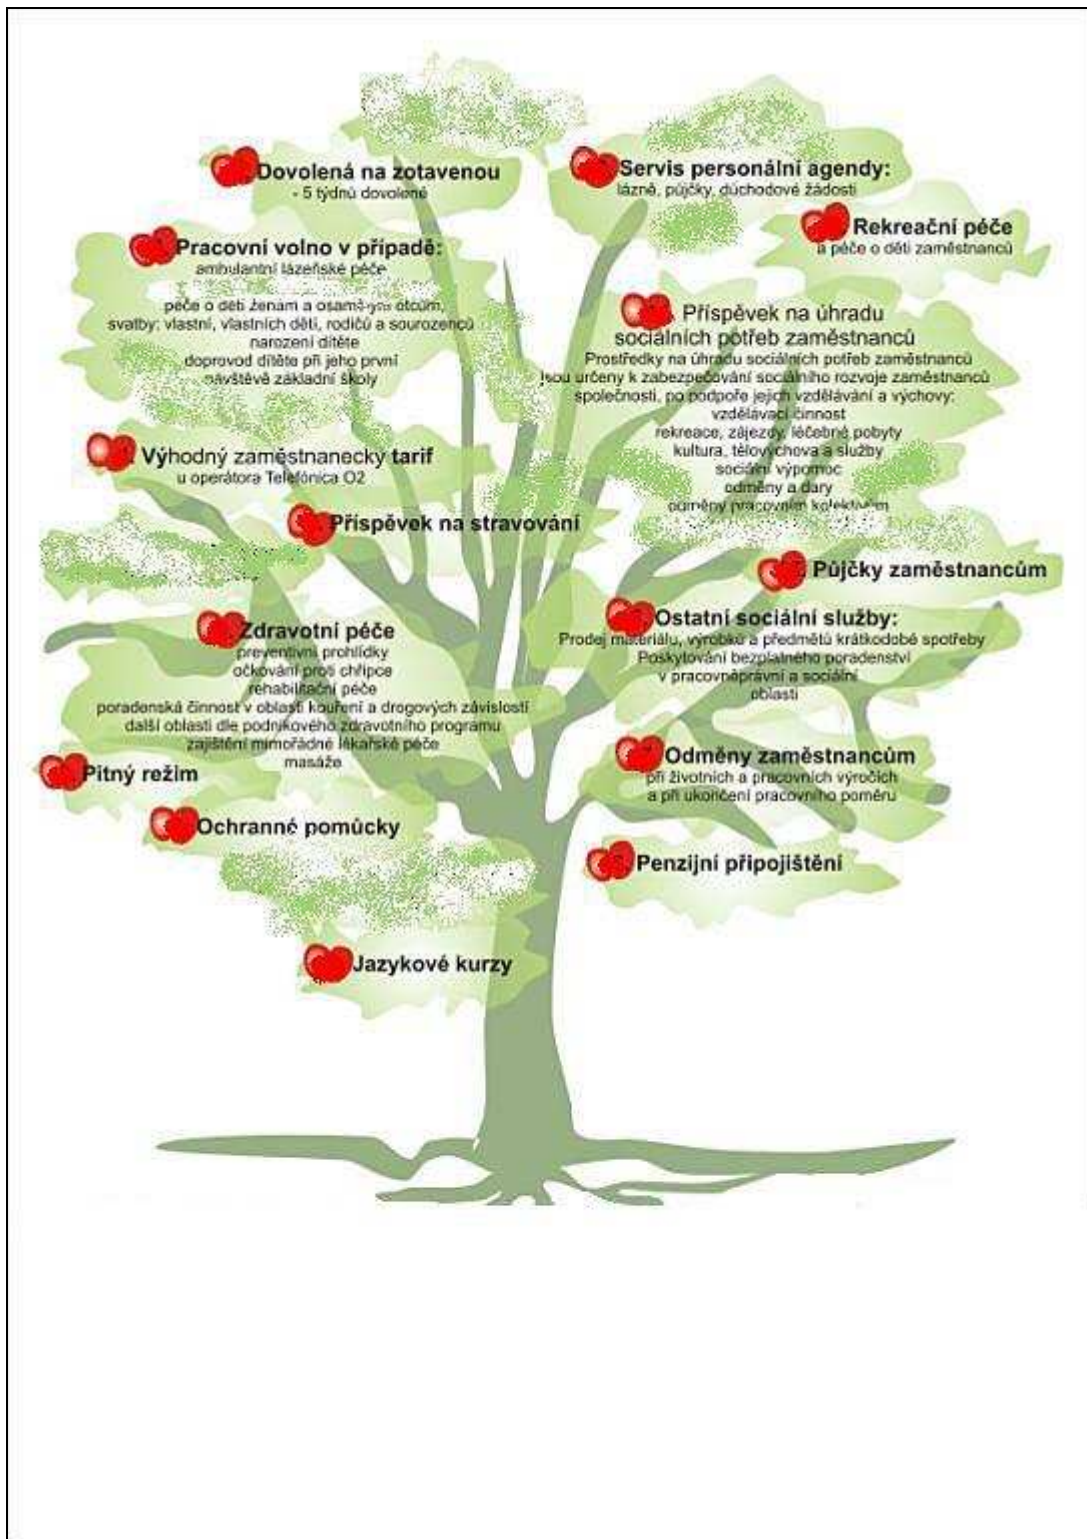 Dovolená na zotavenou
- 5 týdnů dovolené
Servis personální agendy:
lázně, půjčky, důchodové žádosti
Rekreační péče
a péče o děti zaměstnanců
Pracovní volno v případě:
ambulantní lázeňské péče
péče o děti ženám a osamělým otcům,
svatby: vlastní, vlastních dětí, rodičů a sourozenců
narození dítěte
doprovod dítěte při jeho první
návštěvě základní školy
Příspěvek na úhradu
sociálních potřeb zaměstnanců
Prostředky na úhradu sociálních potřeb zaměstnanců
jsou určeny k zabezpečování sociálního rozvoje zaměstnanců
společnosti, po podpoře jejich vzdělávání a výchovy:
vzdělávací činnost
rekreace, zájezdy, léčebné pobyty
kultura, tělovýchova a služby
sociální výpomoc
odměny a dary
odměny pracovním kolektivům
Výhodný zaměstnanecky tarif
u operátora Telefónica O2
Příspěvek na stravování
Půjčky zaměstnancům
Zdravotní péče
preventivní prohlídky
očkování proti chřipce
rehabilitační péče
poradenská činnost v oblasti kouření a drogových závislostí
další oblasti dle podnikového zdravotního programu
zajištění mimořádné lékařské péče
masáže
Ostatní sociální služby:
Prodej materiálu, výrobků a předmětů krátkodobé spotřeby
Poskytování bezplatného poradenství
v pracovněprávní a sociální
oblasti
Pitný režim
Odměny zaměstnancům
při životních a pracovních výročích
a při ukončení pracovního poměru
Ochranné pomůcky
Penzijní připojištění
Jazykové kurzy